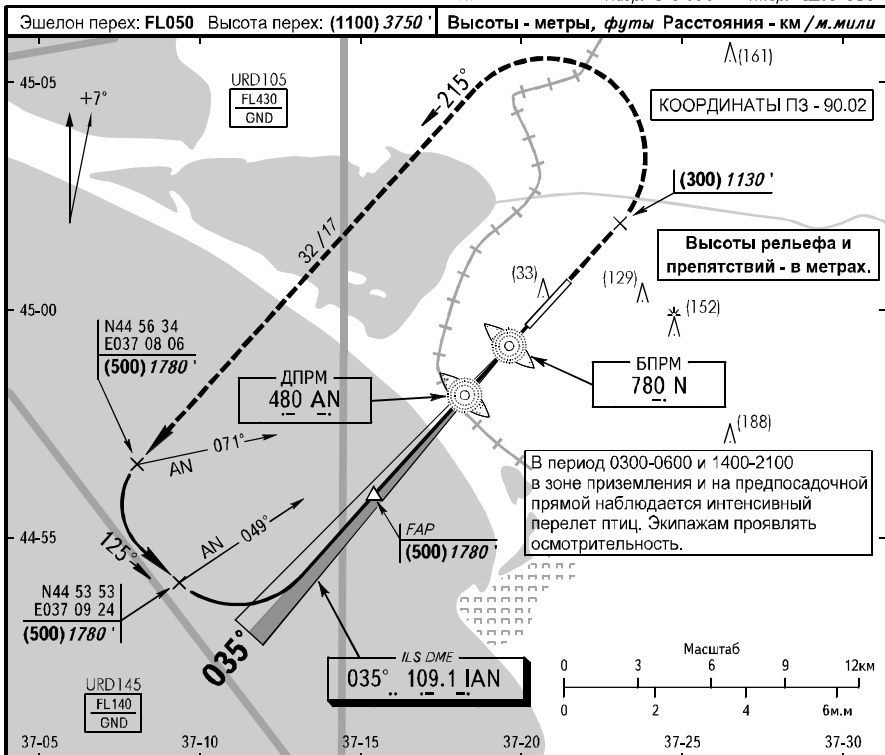 Эшелон перех: FL050 Высота перех: (1100) 3750 ' Высоты - метры, футы Расстояния - км / м.мили
45-05
+7°
URD105
FL430
GND
215°
(161)
КООРДИНАТЫ ПЗ - 90.02
(300) 1130 '
32 / 17
Высоты рельефа и
препятствий - в метрах.
(33)
(129)
(152)
45-00
N44 56 34
E037 08 06
(500) 1780 '
ДПРМ
480 AN
БПРМ
780 N
(188)
AN 071°
В период 0300-0600 и 1400-2100
в зоне приземления и на предпосадочной
прямой наблюдается интенсивный
перелет птиц. Экипажам проявлять
осмотрительность.
FAP
(500) 1780 '
AN 049°
44-55
125°
N44 53 53
E037 09 24
(500) 1780 '
035°
ILS DME
035° 109.1 IAN
Масштаб
0 3 6 9 12км
0 2 4 6м.м
URD145
FL140
GND
37-05 37-10 37-15 37-20 37-25 37-30